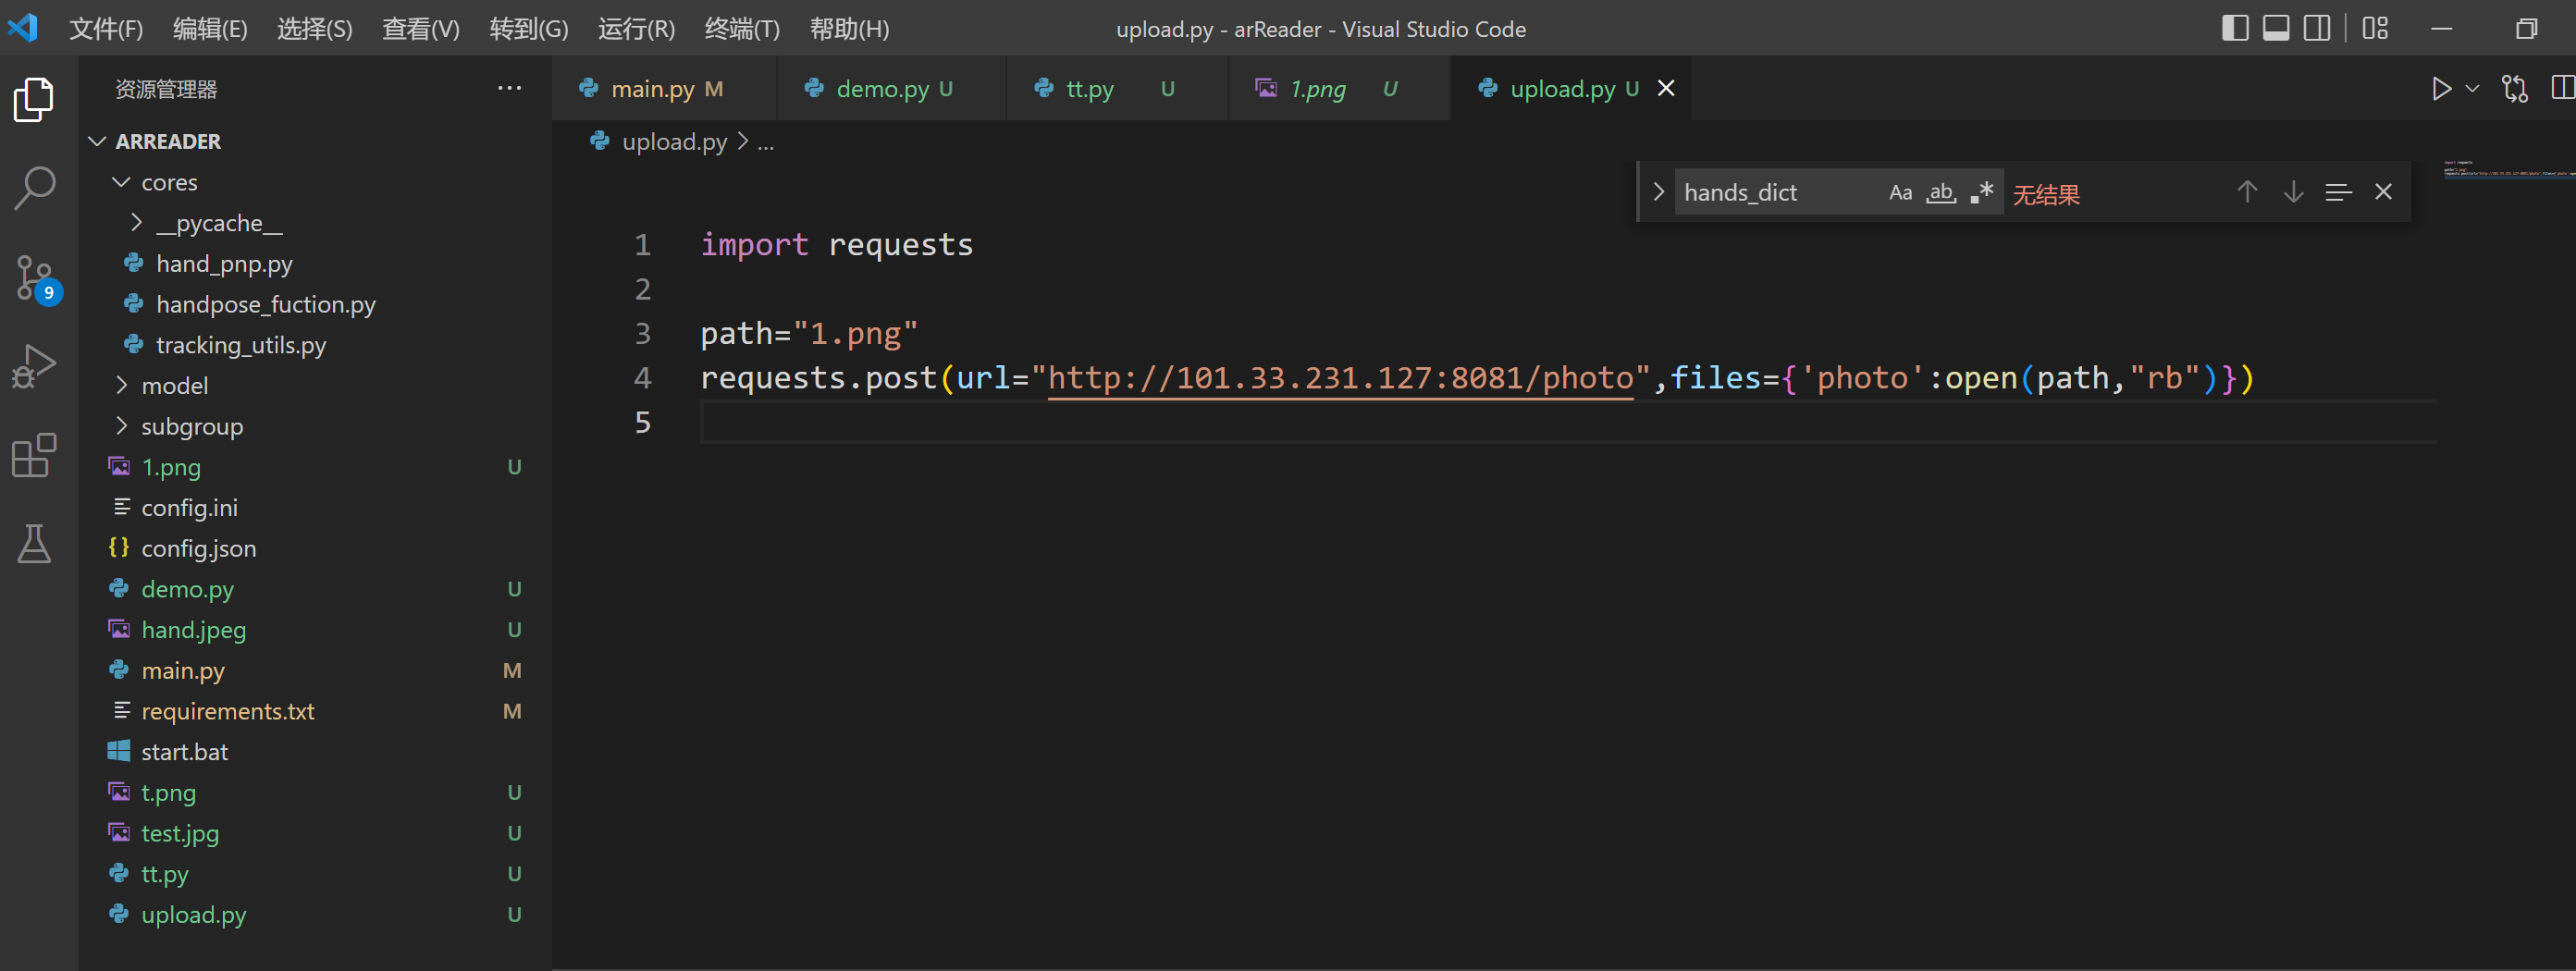 文件(F) 编辑(E) 选择(S) 查看(V) 转到(G) 运行(R) 终端(T) 帮助(H) upload.py - arReader - Visual Studio Code
资源管理器 ···
ARREADER
cores
__pycache__
hand_pnp.py
handpose_fuction.py
tracking_utils.py
model
subgroup
1.png U
config.ini
config.json
demo.py U
hand.jpeg U
main.py M
requirements.txt M
start.bat
t.png U
test.jpg U
tt.py U
upload.py U
9
main.py M demo.py U tt.py U 1.png U upload.py U
upload.py > ...
hands_dict Aa ab .* 无结果
1 import requests
2
3 path="1.png"
4 requests.post(url="http://101.33.231.127:8081/photo",files={'photo':open(path,"rb")})
5